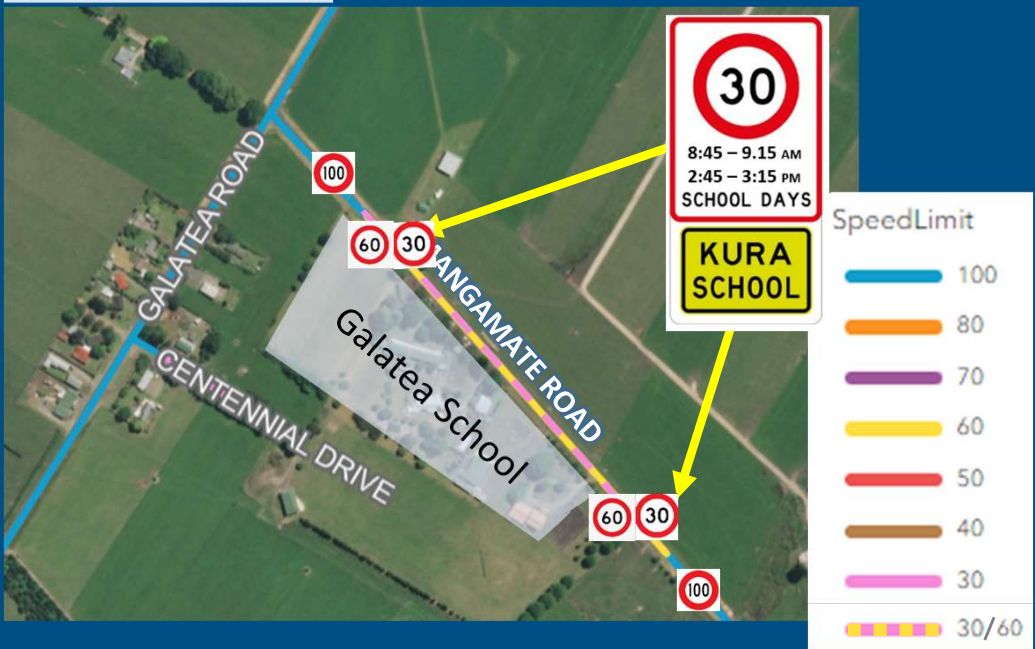 30
8:45 – 9.15 AM
2:45 – 3:15 PM
SCHOOL DAYS
KURA
SCHOOL
100
60
30
GALATEA ROAD
ANGAMATE ROAD
Galatea School
CENTENNIAL DRIVE
60
30
100
SpeedLimit
100
80
70
60
50
40
30
30/60